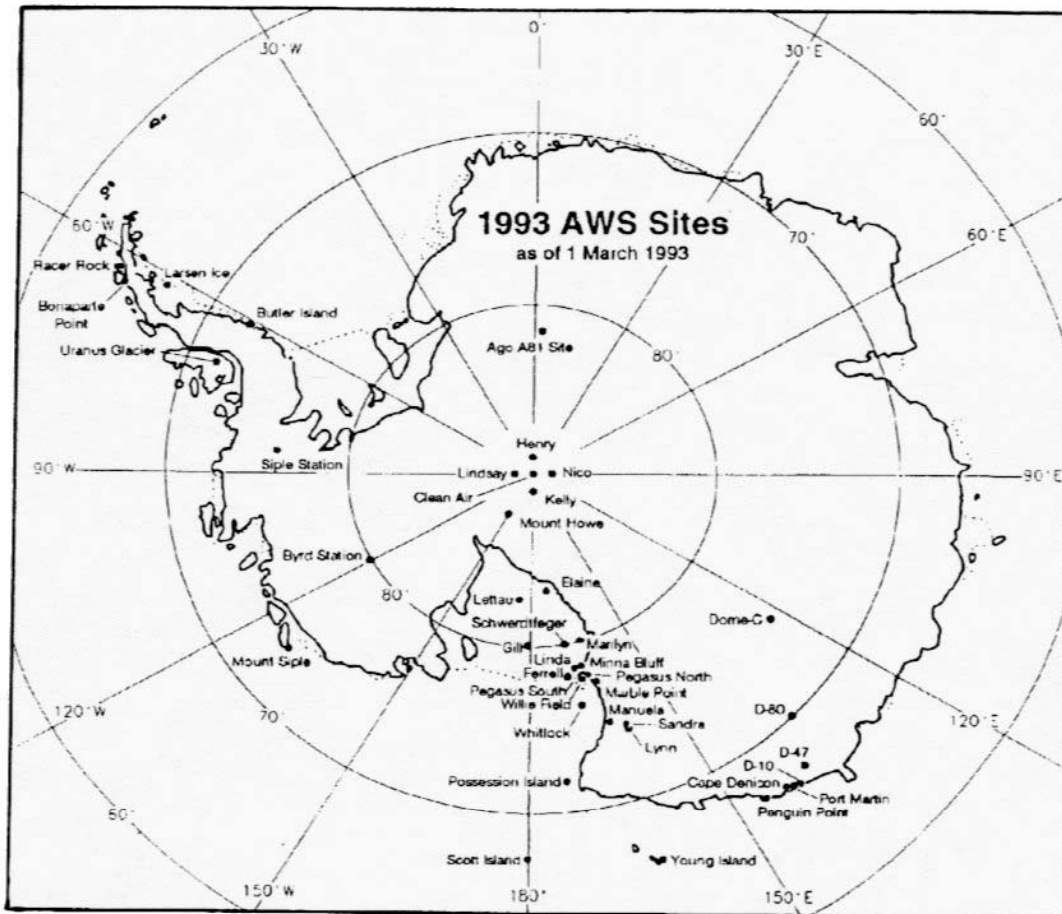 0°
30°W
30°E
60°
60°W
1993 AWS Sites
as of 1 March 1993
70°
60°E
Racer Rock
Larsen Ice
Bonaparte
Point
Butler Island
Uranus Glacier
Ago A81 Site
80°
Henry
90°W
Siple Station
Lindsay
Nico
90°E
Clean Air
Kelly
Mount Howe
Byrd Station
Elaine
80°
Lettau
Schwerdtfeger
Dome-C
Gill
Marilyn
Mount Siple
Linda
Minna Bluff
Ferrell
Pegasus North
Pegasus South
Marble Point
Willie Field
Manuela
Sandra
D-80
120°W
70°
Whitlock
Lynn
120°E
D-47
D-10
Possession Island
Cape Denison
Port Martin
Penguin Point
Scott Island
Young Island
150°W
180°
150°E